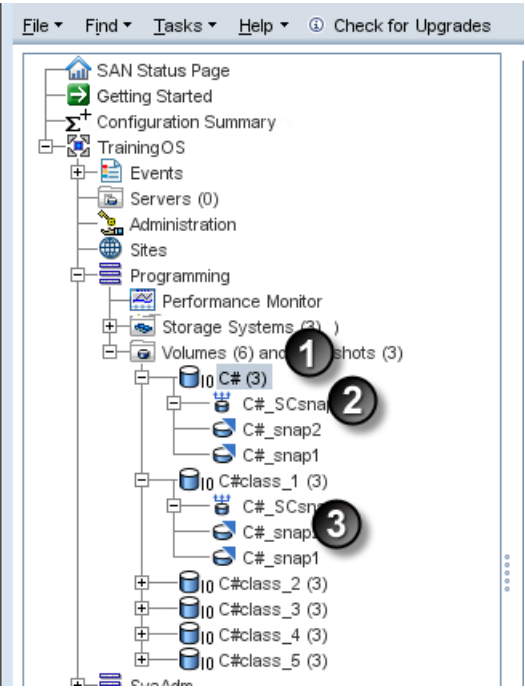 File Find Tasks Help Check for Upgrades
SAN Status Page
Getting Started
Configuration Summary
TrainingOS
Events
Servers (0)
Administration
Sites
Programming
Performance Monitor
Storage Systems (3) )
Volumes (6) and shots (3)
1
C# (3)
C#_SCsna
2
C#_snap2
C#_snap1
C#class_1 (3)
C#_SCsna
3
C#_snap
C#_snap1
C#class_2 (3)
C#class_3 (3)
C#class_4 (3)
C#class_5 (3)
SysAdm